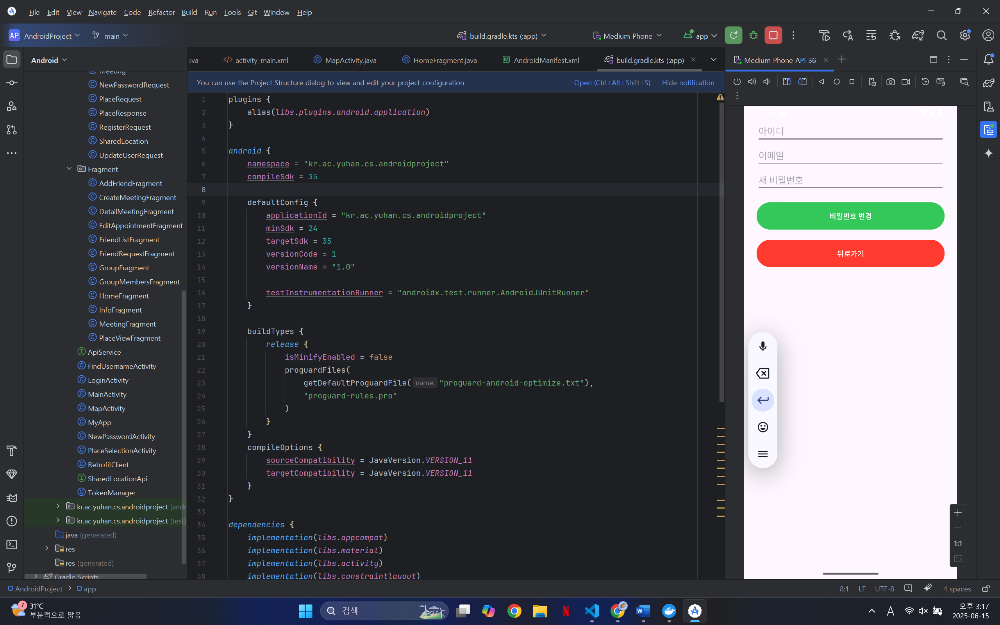 File Edit View Navigate Code Refactor Build Run Tools Git Window Help
AP AndroidProject main build.gradle.kts (:app) Medium Phone app
Android
ava activity_main.xml MapActivity.java HomeFragment.java AndroidManifest.xml build.gradle.kts (:app)
Medium Phone API 36
You can use the Project Structure dialog to view and edit your project configuration Open (Ctrl+Alt+Shift+S) Hide notification
Meeting
NewPasswordRequest
PlaceRequest
PlaceResponse
RegisterRequest
SharedLocation
UpdateUserRequest
Fragment
AddFriendFragment
CreateMeetingFragment
DetailMeetingFragment
EditAppointmentFragment
FriendListFragment
FriendRequestFragment
GroupFragment
GroupMembersFragment
HomeFragment
InfoFragment
MeetingFragment
PlaceViewFragment
ApiService
FindUsernameActivity
LoginActivity
MainActivity
MapActivity
MyApp
NewPasswordActivity
PlaceSelectionActivity
RetrofitClient
SharedLocationApi
TokenManager
kr.ac.yuhan.cs.androidproject (andr
kr.ac.yuhan.cs.androidproject (test)
java (generated)
res
res (generated)
Gradle Scripts
1 plugins {
2 alias(libs.plugins.android.application)
3 }
4
5 android {
6 namespace = "kr.ac.yuhan.cs.androidproject"
7 compileSdk = 35
8
9 defaultConfig {
10 applicationId = "kr.ac.yuhan.cs.androidproject"
11 minSdk = 24
12 targetSdk = 35
13 versionCode = 1
14 versionName = "1.0"
15
16 testInstrumentationRunner = "androidx.test.runner.AndroidJUnitRunner"
17 }
18
19 buildTypes {
20 release {
21 isMinifyEnabled = false
22 proguardFiles(
23 getDefaultProguardFile( name: "proguard-android-optimize.txt"),
24 "proguard-rules.pro"
25 )
26 }
27 }
28 compileOptions {
29 sourceCompatibility = JavaVersion.VERSION_11
30 targetCompatibility = JavaVersion.VERSION_11
31 }
32 }
33
34 dependencies {
35 implementation(libs.appcompat)
36 implementation(libs.material)
37 implementation(libs.activity)
38 implementation(libs.constraintlayout)
아이디
이메일
새 비밀번호
비밀번호 변경
뒤로가기
1:1
AndroidProject > app 8:1 LF UTF-8 4 spaces
7 31°C
부분적으로 맑음
검색
A 오후 3:17
2025-06-15